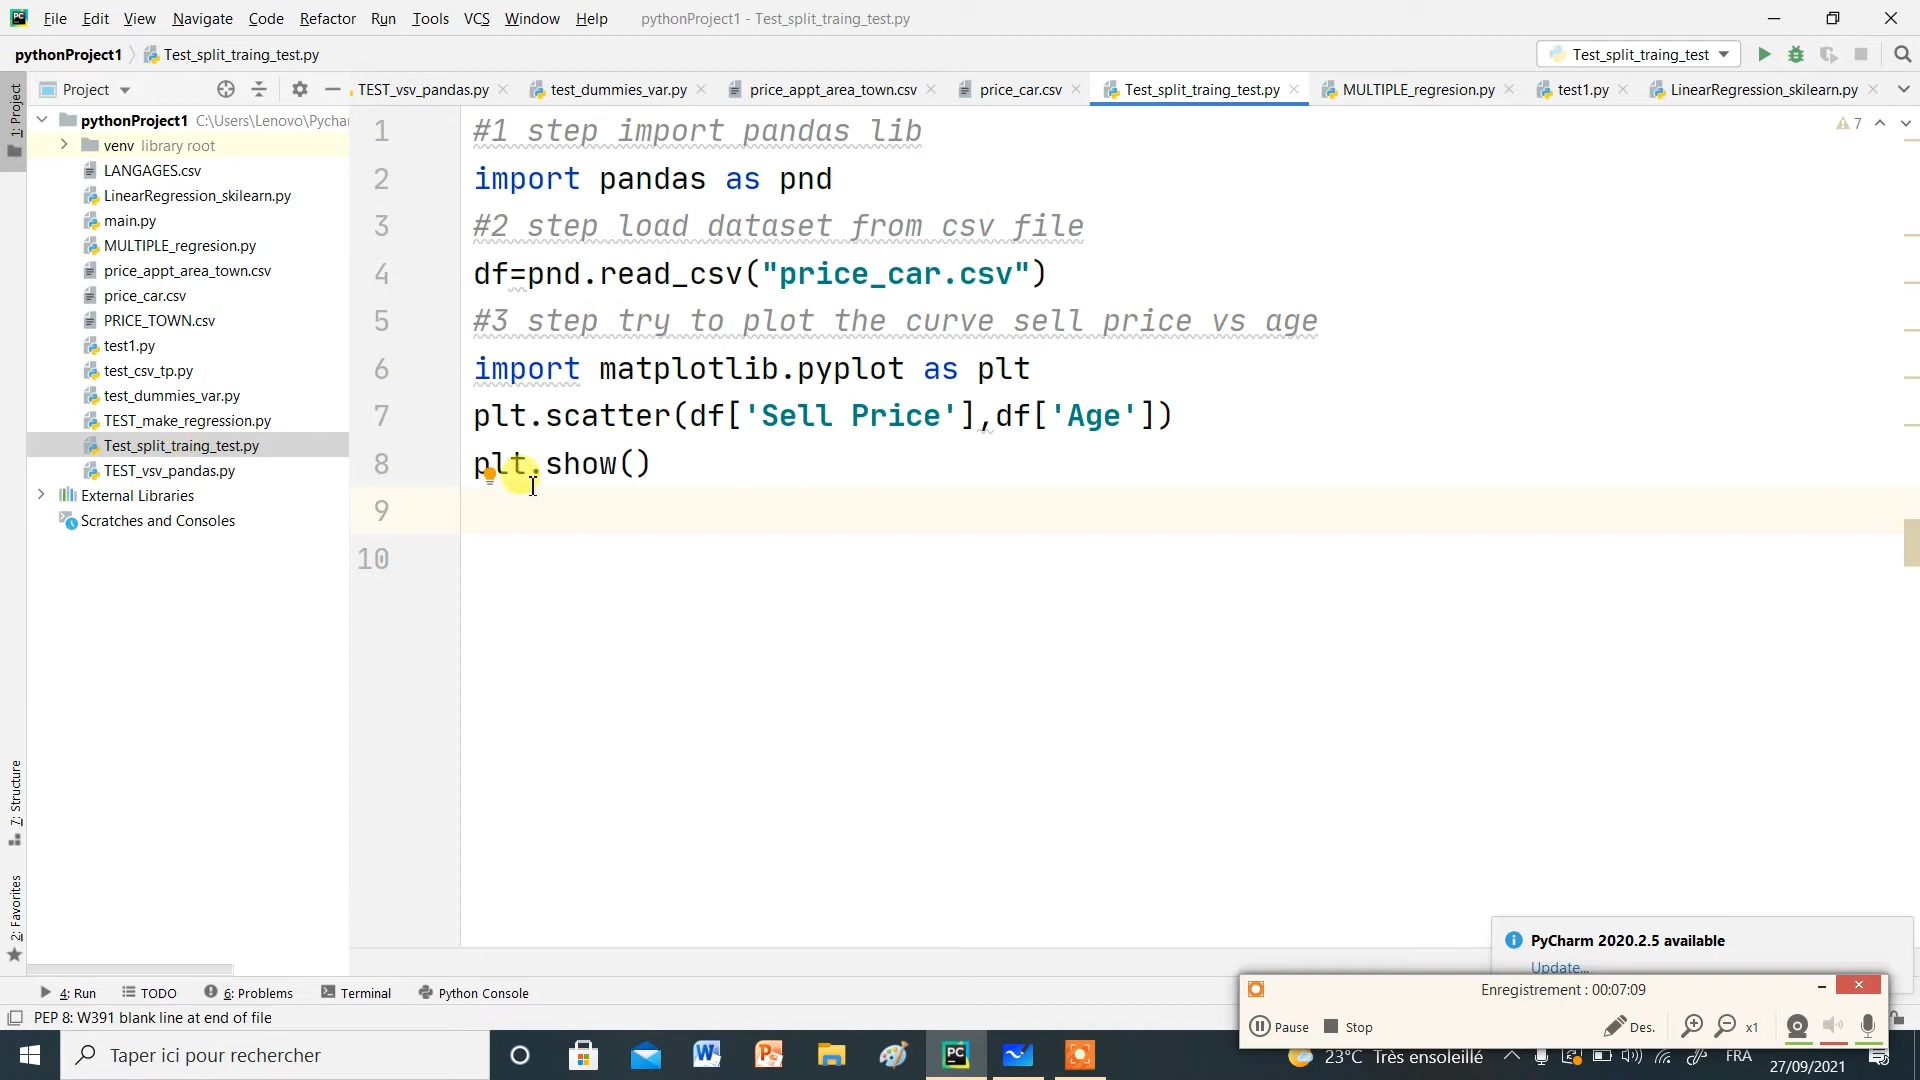 File Edit View Navigate Code Refactor Run Tools VCS Window Help pythonProject1 - Test_split_traing_test.py
pythonProject1 Test_split_traing_test.py Test_split_traing_test
1: Project
Project
TEST_vsv_pandas.py test_dummies_var.py price_appt_area_town.csv price_car.csv Test_split_traing_test.py MULTIPLE_regresion.py test1.py LinearRegression_skilearn.py
pythonProject1 C:\Users\Lenovo\Pychar
venv library root
LANGAGES.csv
LinearRegression_skilearn.py
main.py
MULTIPLE_regresion.py
price_appt_area_town.csv
price_car.csv
PRICE_TOWN.csv
test1.py
test_csv_tp.py
test_dummies_var.py
TEST_make_regression.py
Test_split_traing_test.py
TEST_vsv_pandas.py
External Libraries
Scratches and Consoles
7
1 #1 step import pandas lib
2 import pandas as pnd
3 #2 step load dataset from csv file
4 df=pnd.read_csv("price_car.csv")
5 #3 step try to plot the curve sell price vs age
6 import matplotlib.pyplot as plt
7 plt.scatter(df['Sell Price'],df['Age'])
8 plt.show()
9
10
7: Structure
2: Favorites
PyCharm 2020.2.5 available
Update...
Enregistrement : 00:07:09
Pause Stop Des. x1
4: Run TODO 6: Problems Terminal Python Console
PEP 8: W391 blank line at end of file
Taper ici pour rechercher
23°C Très ensoleillé FRA
27/09/2021